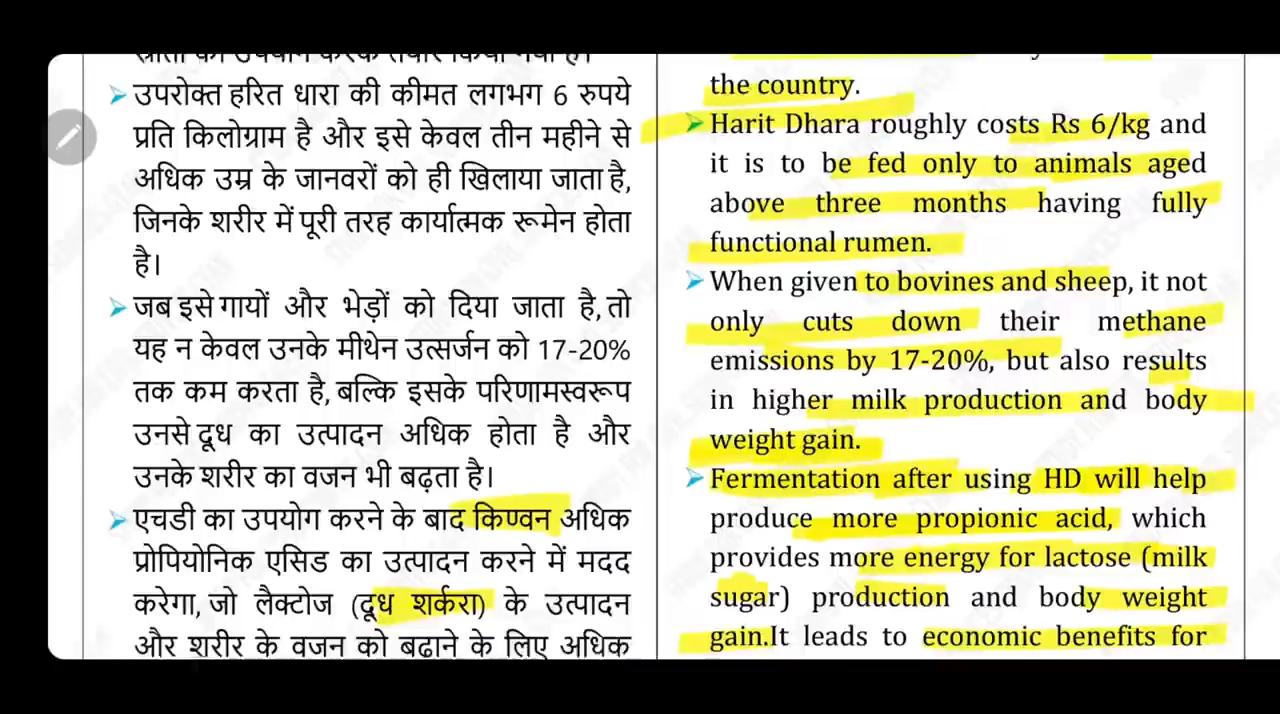 उपरोक्त हरित धारा की कीमत लगभग 6 रुपये
प्रति किलोग्राम है और इसे केवल तीन महीने से
अधिक उम्र के जानवरों को ही खिलाया जाता है,
जिनके शरीर में पूरी तरह कार्यात्मक रूमेन होता
है।
जब इसे गायों और भेड़ों को दिया जाता है, तो
यह न केवल उनके मीथेन उत्सर्जन को 17-20%
तक कम करता है, बल्कि इसके परिणामस्वरूप
उनसे दूध का उत्पादन अधिक होता है और
उनके शरीर का वजन भी बढ़ता है।
एचडी का उपयोग करने के बाद किण्वन अधिक
प्रोपियोनिक एसिड का उत्पादन करने में मदद
करेगा, जो लैक्टोज (दूध शर्करा) के उत्पादन
और शरीर के वजन को बढ़ाने के लिए अधिक
the country.
Harit Dhara roughly costs Rs 6/kg and
it is to be fed only to animals aged
above three months having fully
functional rumen.
When given to bovines and sheep, it not
only cuts down their methane
emissions by 17-20%, but also results
in higher milk production and body
weight gain.
Fermentation after using HD will help
produce more propionic acid, which
provides more energy for lactose (milk
sugar) production and body weight
gain.It leads to economic benefits for